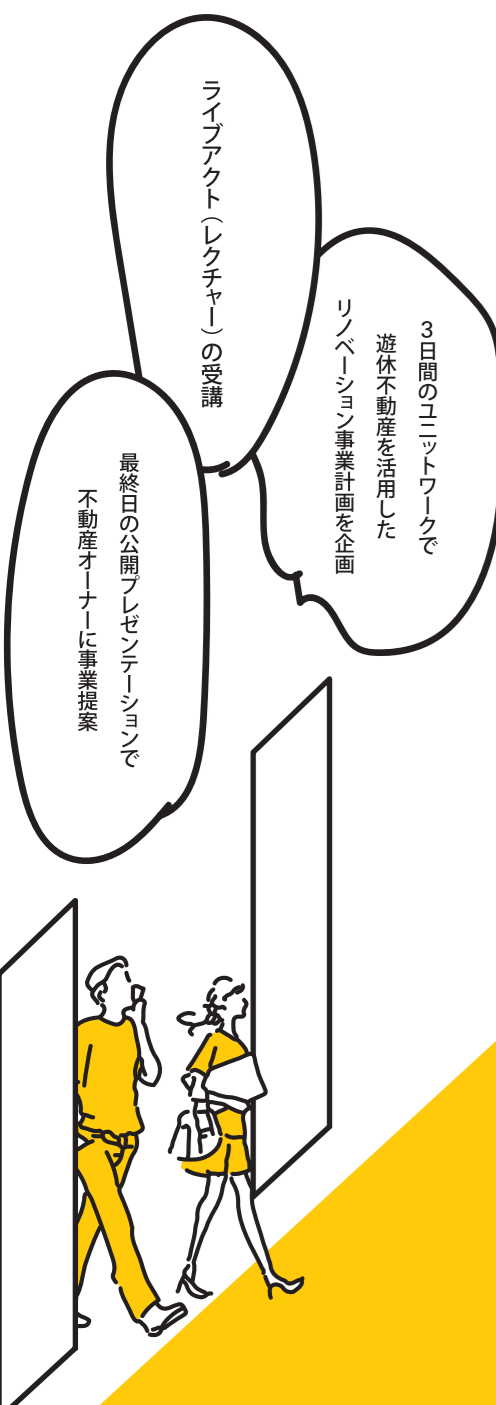 3日間のユニットワークで
遊休不動産を活用した
リノベーション事業計画を企画
ライブアクト（レクチャー）の受講
最終日の公開プレゼンテーションで
不動産オーナーに事業提案